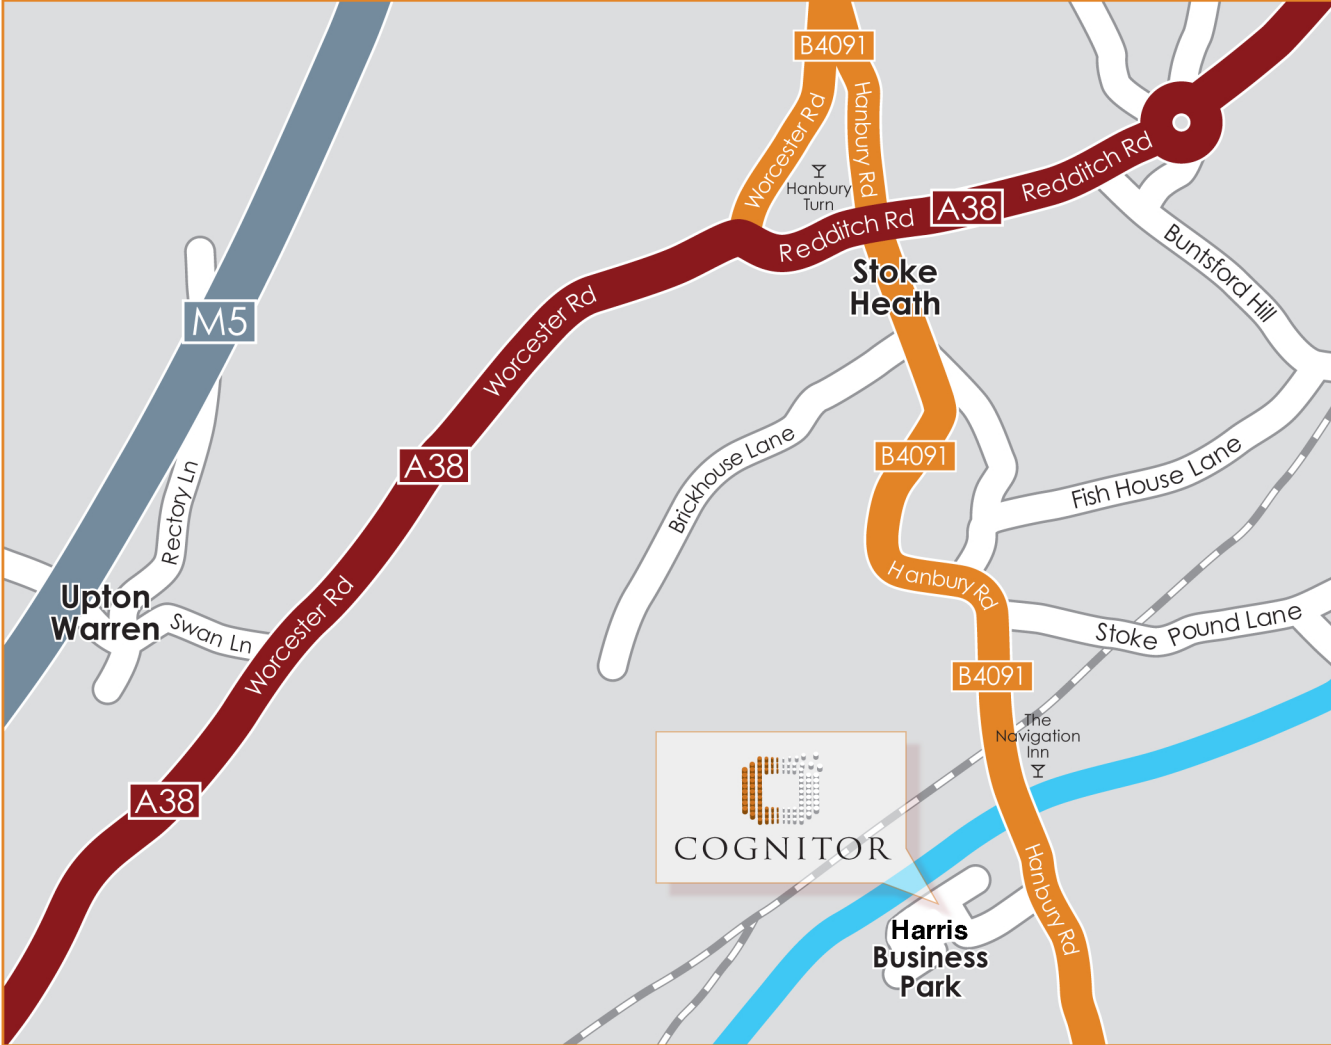 B4091
Worcester Rd
Hanbury Rd
Hanbury
Turn
Redditch Rd
A38
Redditch Rd
Buntsford Hill
Stoke
Heath
M5
Worcester Rd
A38
Brickhouse Lane
B4091
Fish House Lane
Rectory Ln
Upton
Warren
Swan Ln
Worcester Rd
Hanbury Rd
Stoke Pound Lane
B4091
The
Navigation
Inn
A38
COGNITOR
Hanbury Rd
Harris
Business
Park